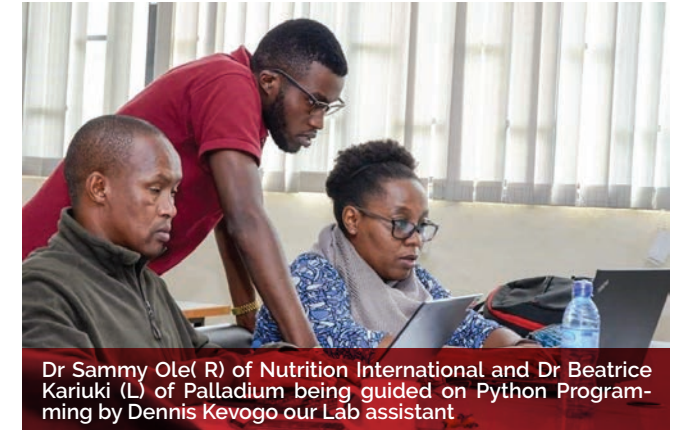 Dr Sammy Ole( R) of Nutrition International and Dr Beatrice
Kariuki (L) of Palladium being guided on Python Program-
ming by Dennis Kevogo our Lab assistant